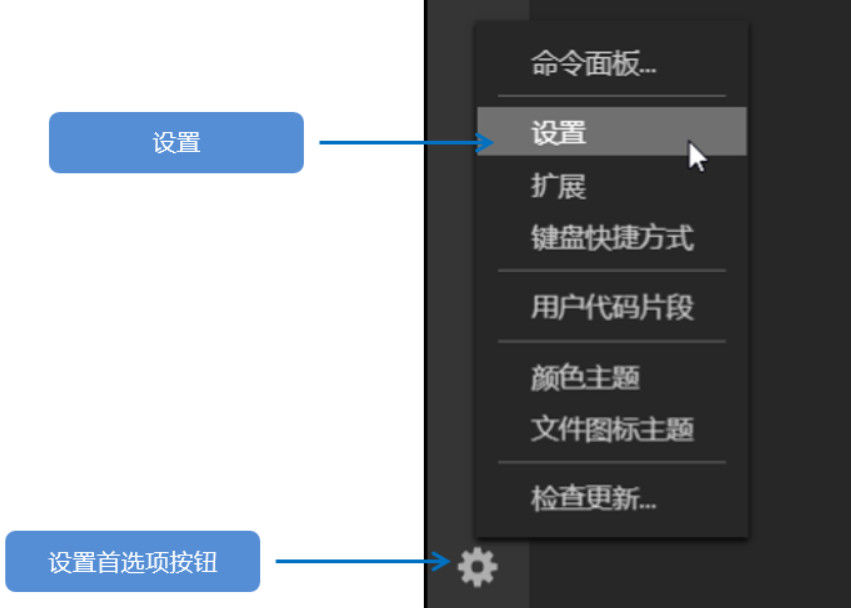 命令面板...
设置
设置
扩展
键盘快捷方式
用户代码片段
颜色主题
文件图标主题
检查更新...
设置首选项按钮